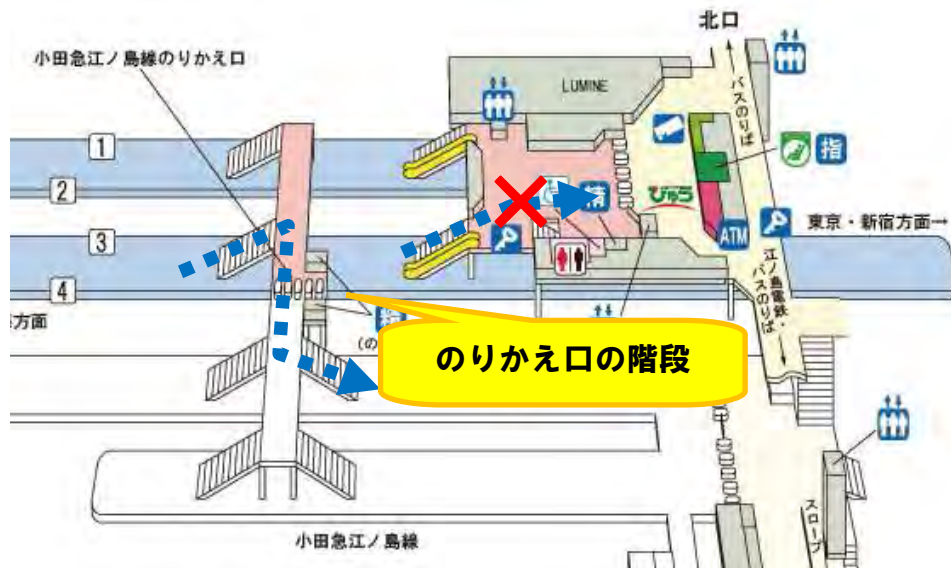 北口
小田急江ノ島線のりかえ口
LUMINE
バスのりば
1
2
3
4
びゅう
指
精
ATM
東京・新宿方面→
江ノ島電鉄・
バスのりば
方面
(の
のりかえ口の階段
スロープ
小田急江ノ島線